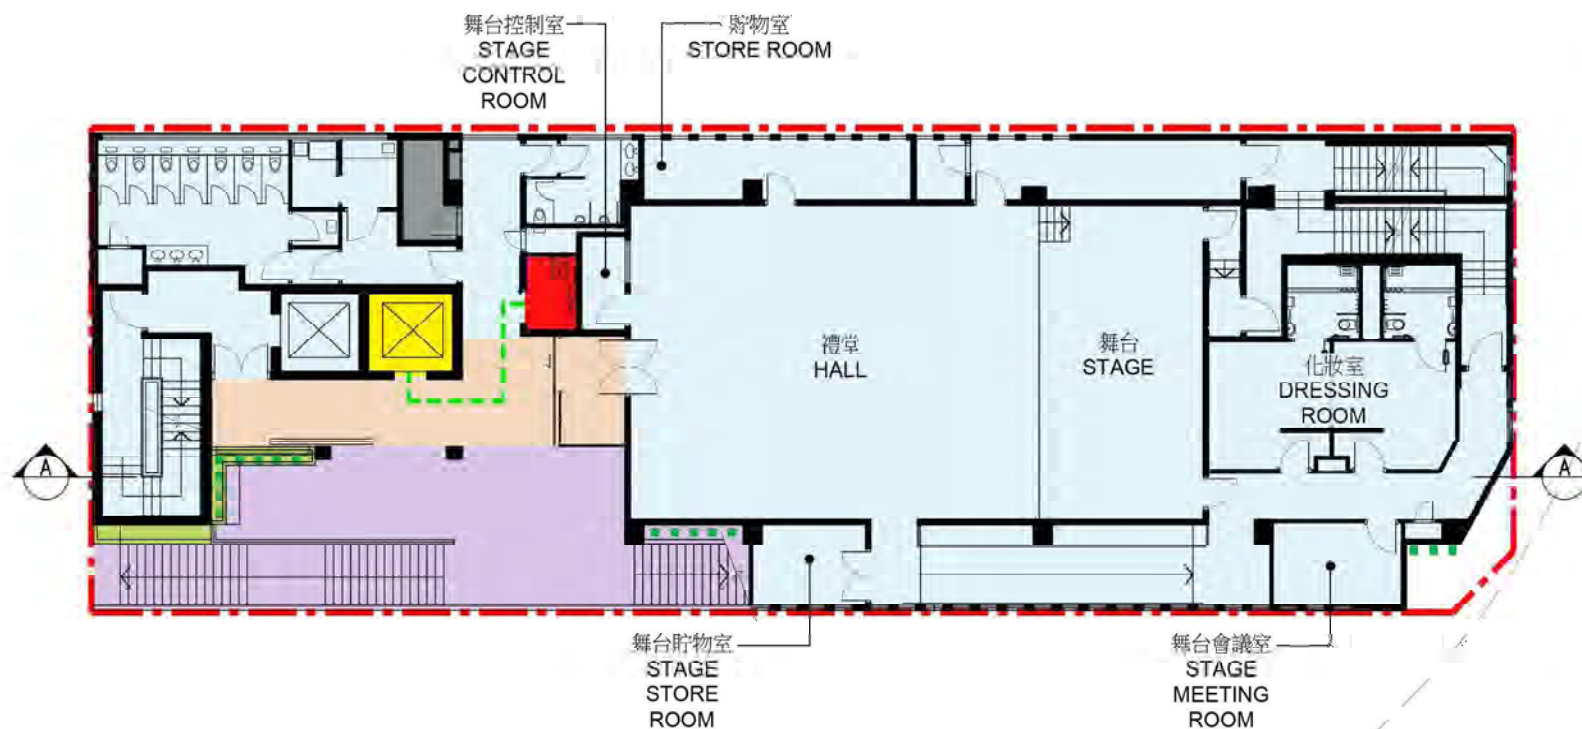 舞台控制室
STAGE
CONTROL
ROOM
貯物室
STORE ROOM
禮堂
HALL
舞台
STAGE
化妝室
DRESSING
ROOM
A
A
舞台貯物室
STAGE
STORE
ROOM
舞台會議室
STAGE
MEETING
ROOM